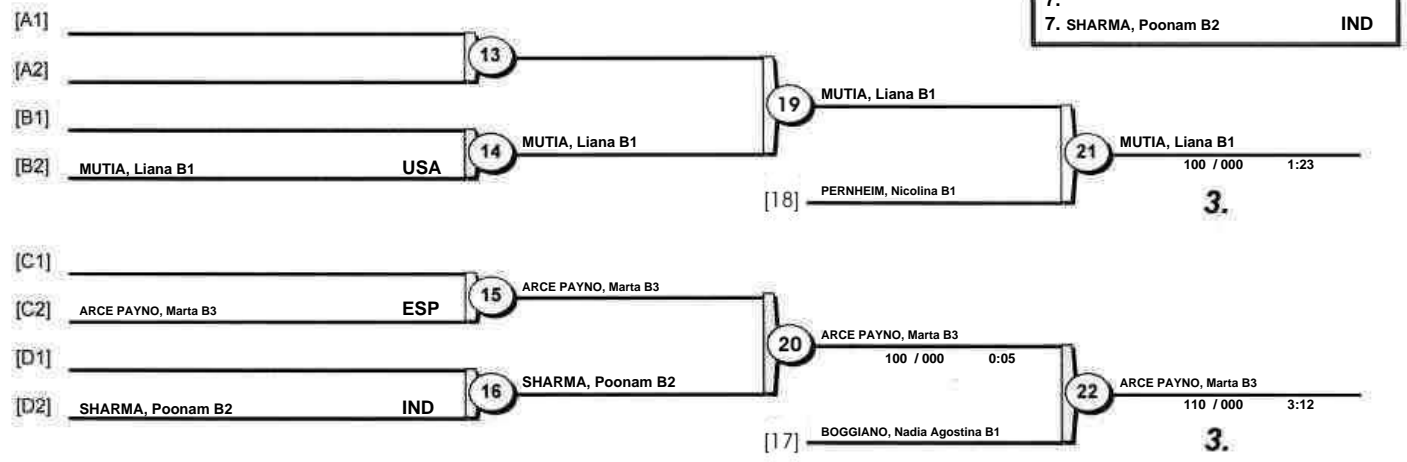 7.
7. SHARMA, Poonam B2 IND
[A1]
13
[A2]
19 MUTIA, Liana B1
[B1]
14 MUTIA, Liana B1
21 MUTIA, Liana B1
100 / 000 1:23
[B2] MUTIA, Liana B1 USA
[18] PERNHEIM, Nicolina B1
3.
[C1]
15 ARCE PAYNO, Marta B3
[C2] ARCE PAYNO, Marta B3 ESP
20 ARCE PAYNO, Marta B3
100 / 000 0:05
[D1]
16 SHARMA, Poonam B2
22 ARCE PAYNO, Marta B3
110 / 000 3:12
[D2] SHARMA, Poonam B2 IND
[17] BOGGIANO, Nadia Agostina B1
3.